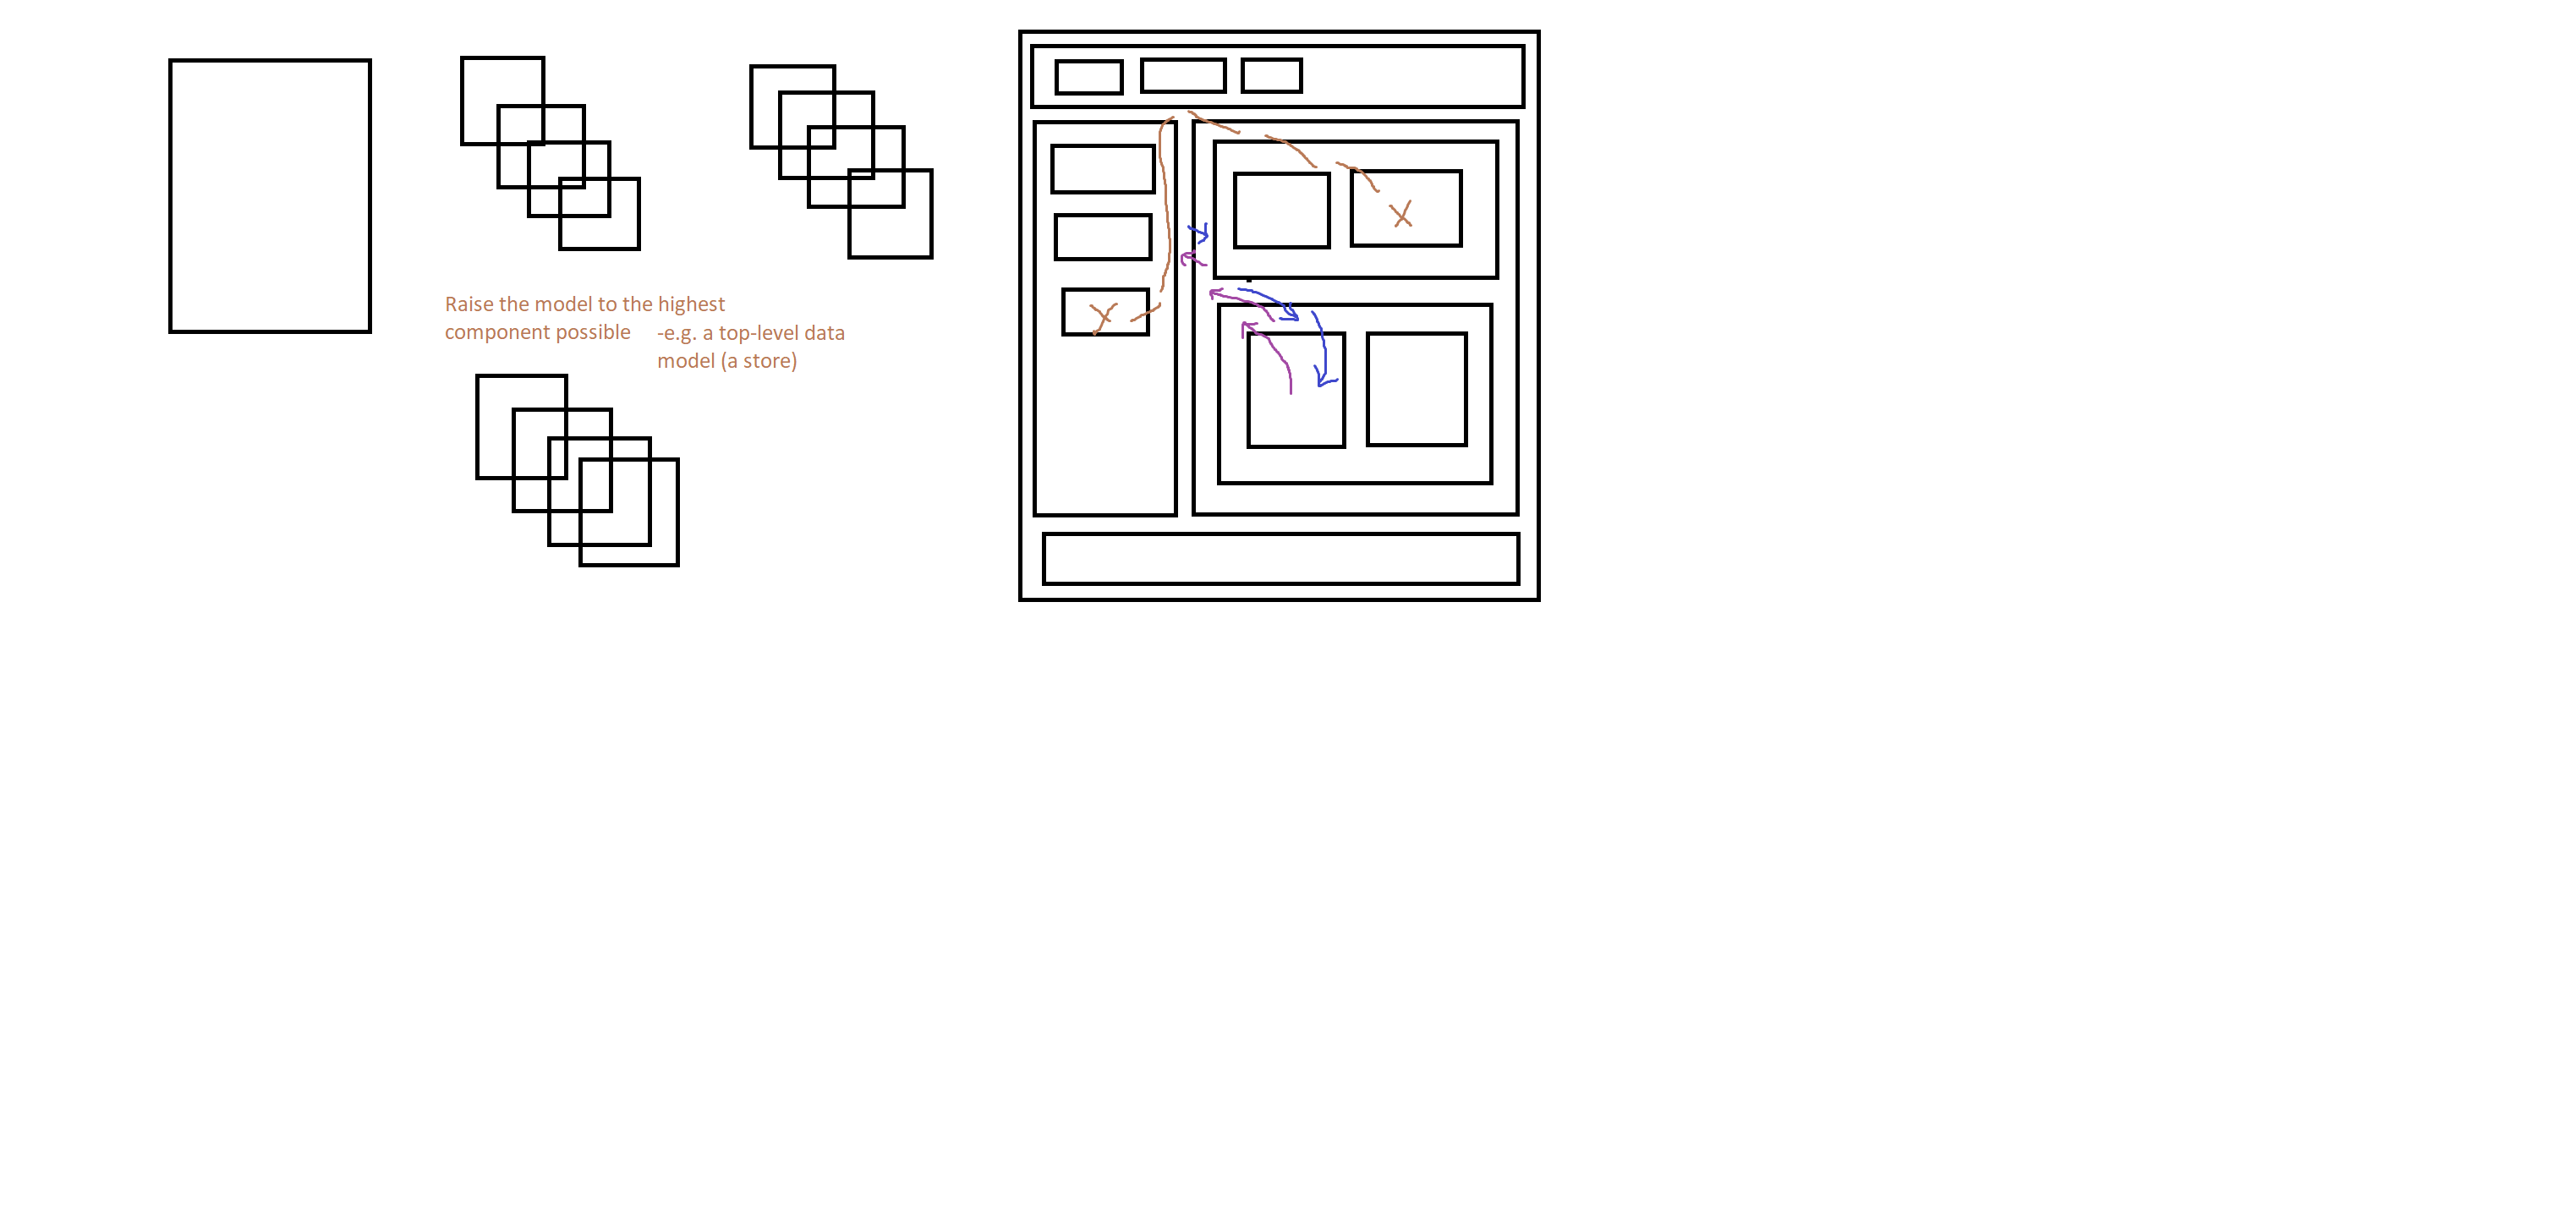 Raise the model to the highest
component possible
-e.g. a top-level data
model (a store)